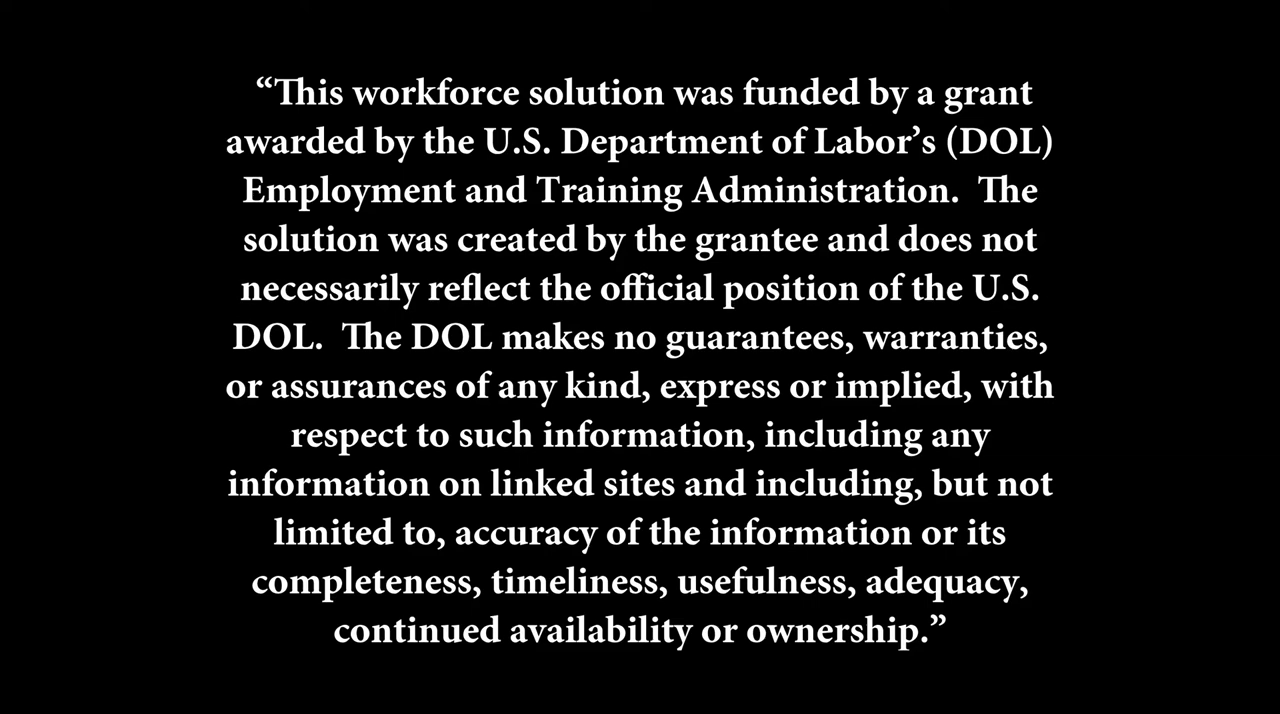 “This workforce solution was funded by a grant
awarded by the U.S. Department of Labor’s (DOL)
Employment and Training Administration.  The
solution was created by the grantee and does not
necessarily reflect the official position of the U.S.
DOL.  The DOL makes no guarantees, warranties,
or assurances of any kind, express or implied, with
respect to such information, including any
information on linked sites and including, but not
limited to, accuracy of the information or its
completeness, timeliness, usefulness, adequacy,
continued availability or ownership.”